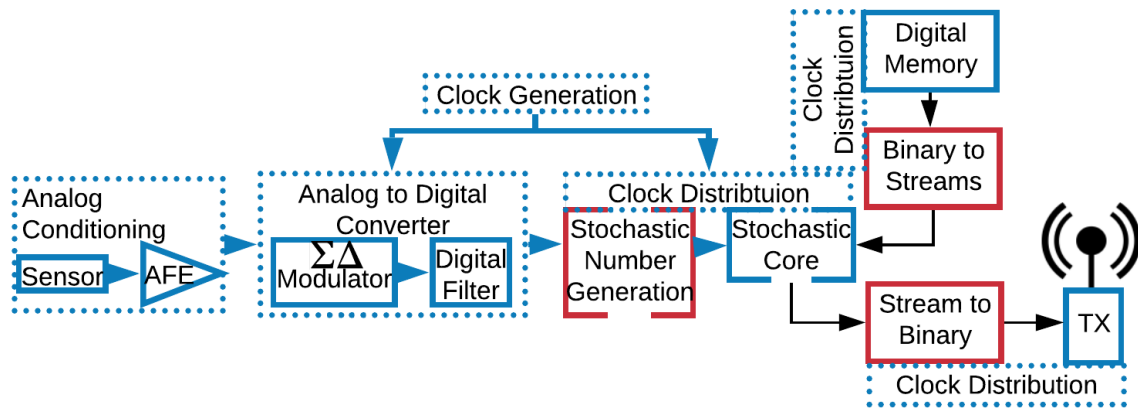 Clock Generation
Analog
Conditioning
Sensor
AFE
Analog to Digital
Converter
ΣΔ
Modulator
Digital
Filter
Clock Distribtuion
Stochastic
Number
Generation
Stochastic
Core
Clock
Distribtuion
Digital
Memory
Binary to
Streams
Stream to
Binary
TX
Clock Distribution